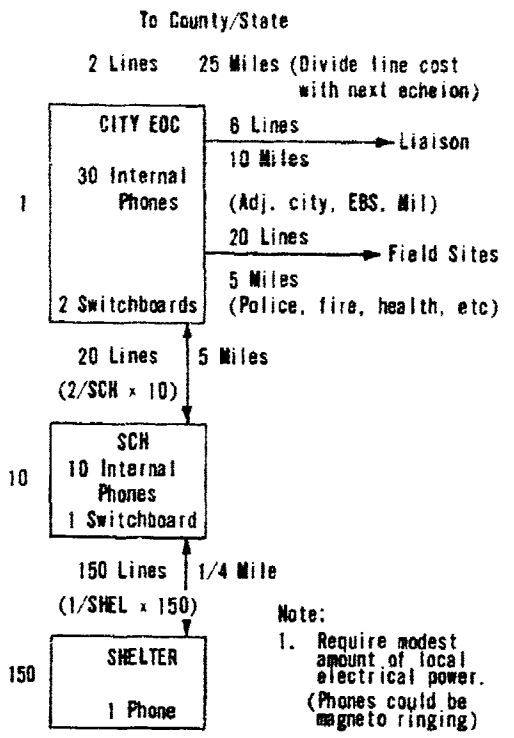 To County/State
2 Lines 25 Miles (Divide line cost
with next echelon)
CITY EOC
6 Lines
Liaison
10 Miles
30 Internal
Phones
1
(Adj. city, EBS, Mil)
20 Lines
Field Sites
5 Miles
2 Switchboards
(Police, fire, health, etc)
20 Lines 5 Miles
(2/SCH × 10)
SCH
10
10 Internal
Phones
1 Switchboard
150 Lines 1/4 Mile
(1/SHEL × 150)
Note:
1. Require modest
amount of local
electrical power.
(Phones could be
magneto ringing)
150
SHELTER
1 Phone